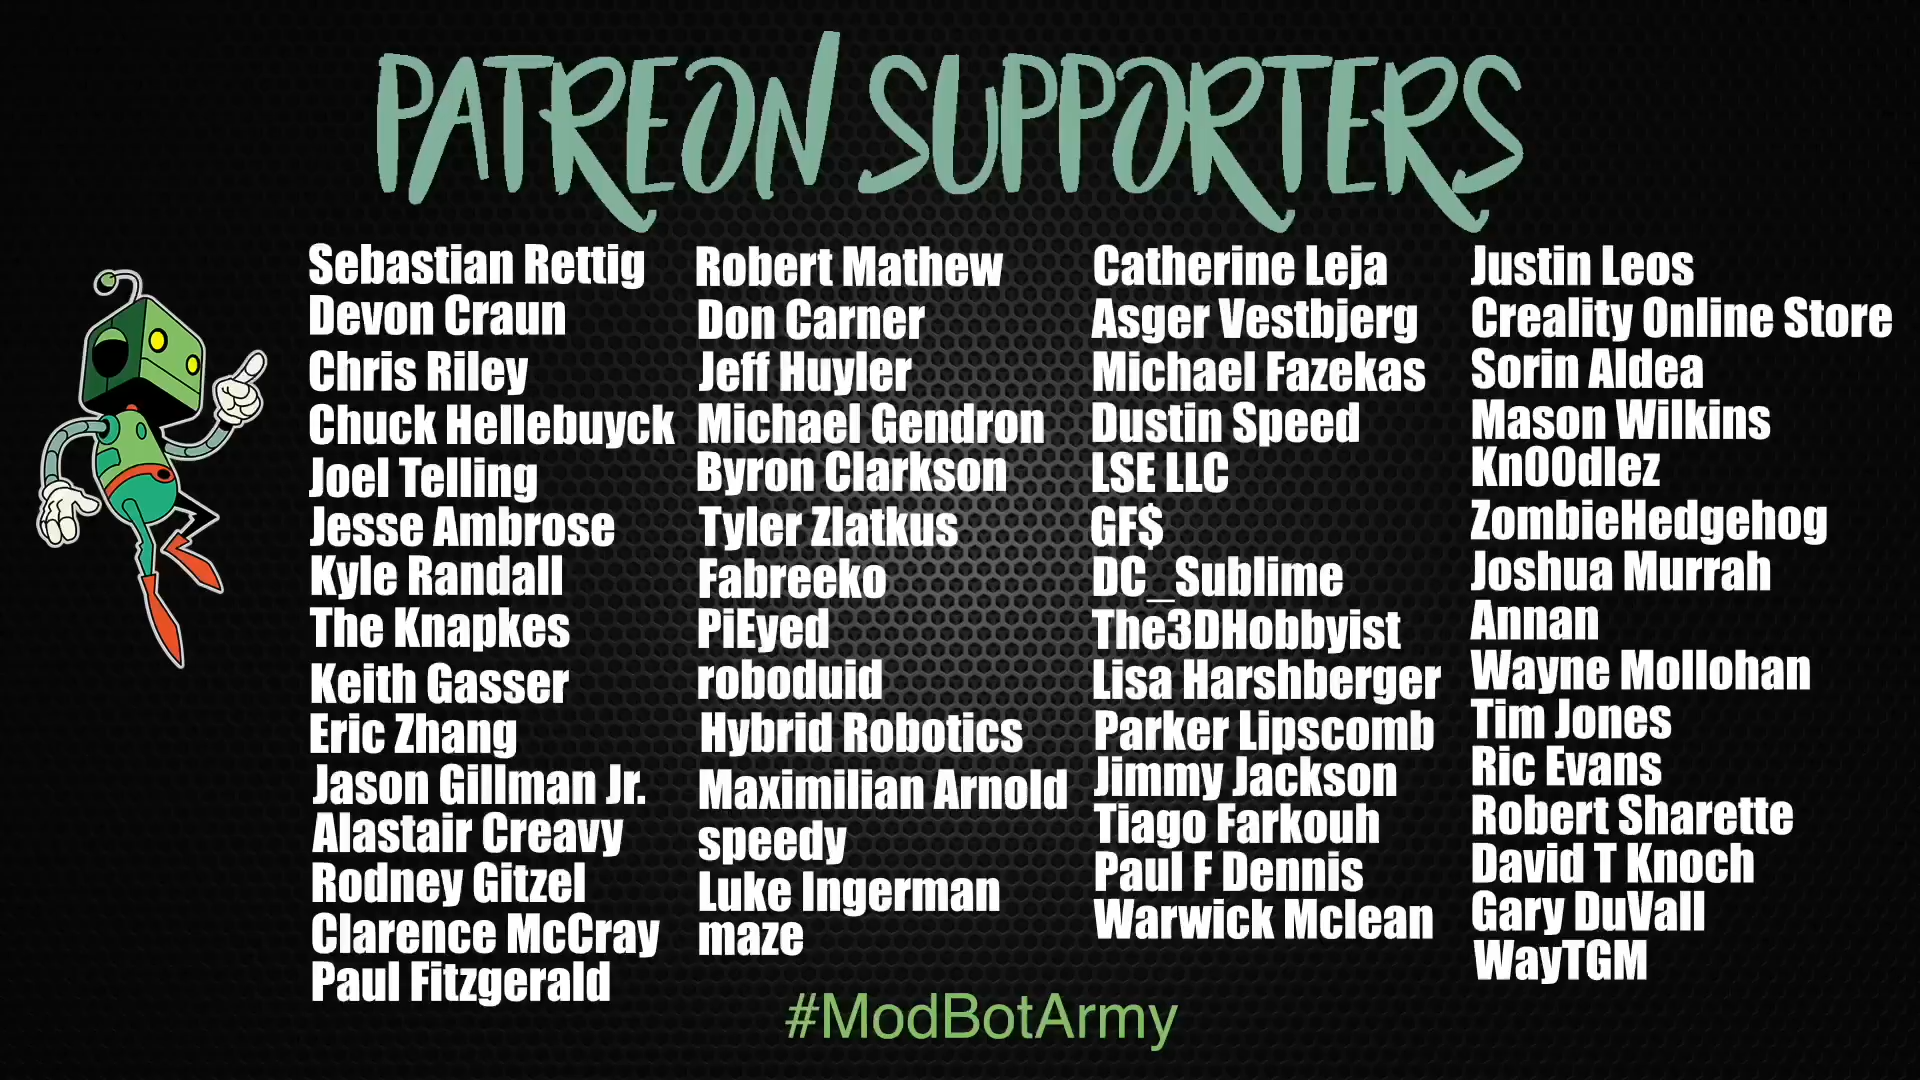 PATREON SUPPORTERS
Sebastian Rettig
Devon Craun
Chris Riley
Chuck Hellebuyck
Joel Telling
Jesse Ambrose
Kyle Randall
The Knapkes
Keith Gasser
Eric Zhang
Jason Gillman Jr.
Alastair Creavy
Rodney Gitzel
Clarence McCray
Paul Fitzgerald
Robert Mathew
Don Carner
Jeff Huyler
Michael Gendron
Byron Clarkson
Tyler Zlatkus
Fabreeko
PiEyed
roboduid
Hybrid Robotics
Maximilian Arnold
speedy
Luke Ingerman
maze
Catherine Leja
Asger Vestbjerg
Michael Fazekas
Dustin Speed
LSE LLC
GF$
DC_Sublime
The3DHobbyist
Lisa Harshberger
Parker Lipscomb
Jimmy Jackson
Tiago Farkouh
Paul F Dennis
Warwick Mclean
Justin Leos
Creality Online Store
Sorin Aldea
Mason Wilkins
Kn00dlez
ZombieHedgehog
Joshua Murrah
Annan
Wayne Mollohan
Tim Jones
Ric Evans
Robert Sharette
David T Knoch
Gary DuVall
WayTGM
#ModBotArmy